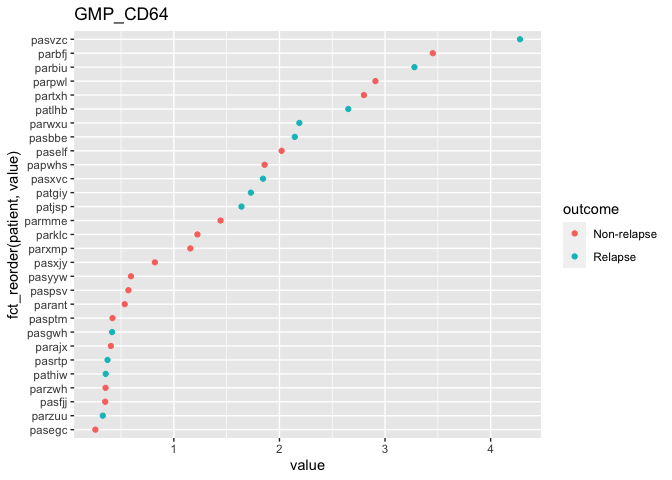 GMP_CD64
fct_reorder(patient, value)
pasvzc
parbfj
parbiu
parpwl
partxh
patlhb
parwxu
pasbbe
paself
papwhs
pasxvc
patgiy
patjsp
parmme
parklc
parxmp
pasxjy
pasyyw
paspsv
parant
pasptm
pasgwh
parajx
pasrtp
pathiw
parzwh
pasfjj
parzuu
pasegc
1 2 3 4
value
outcome
Non-relapse
Relapse